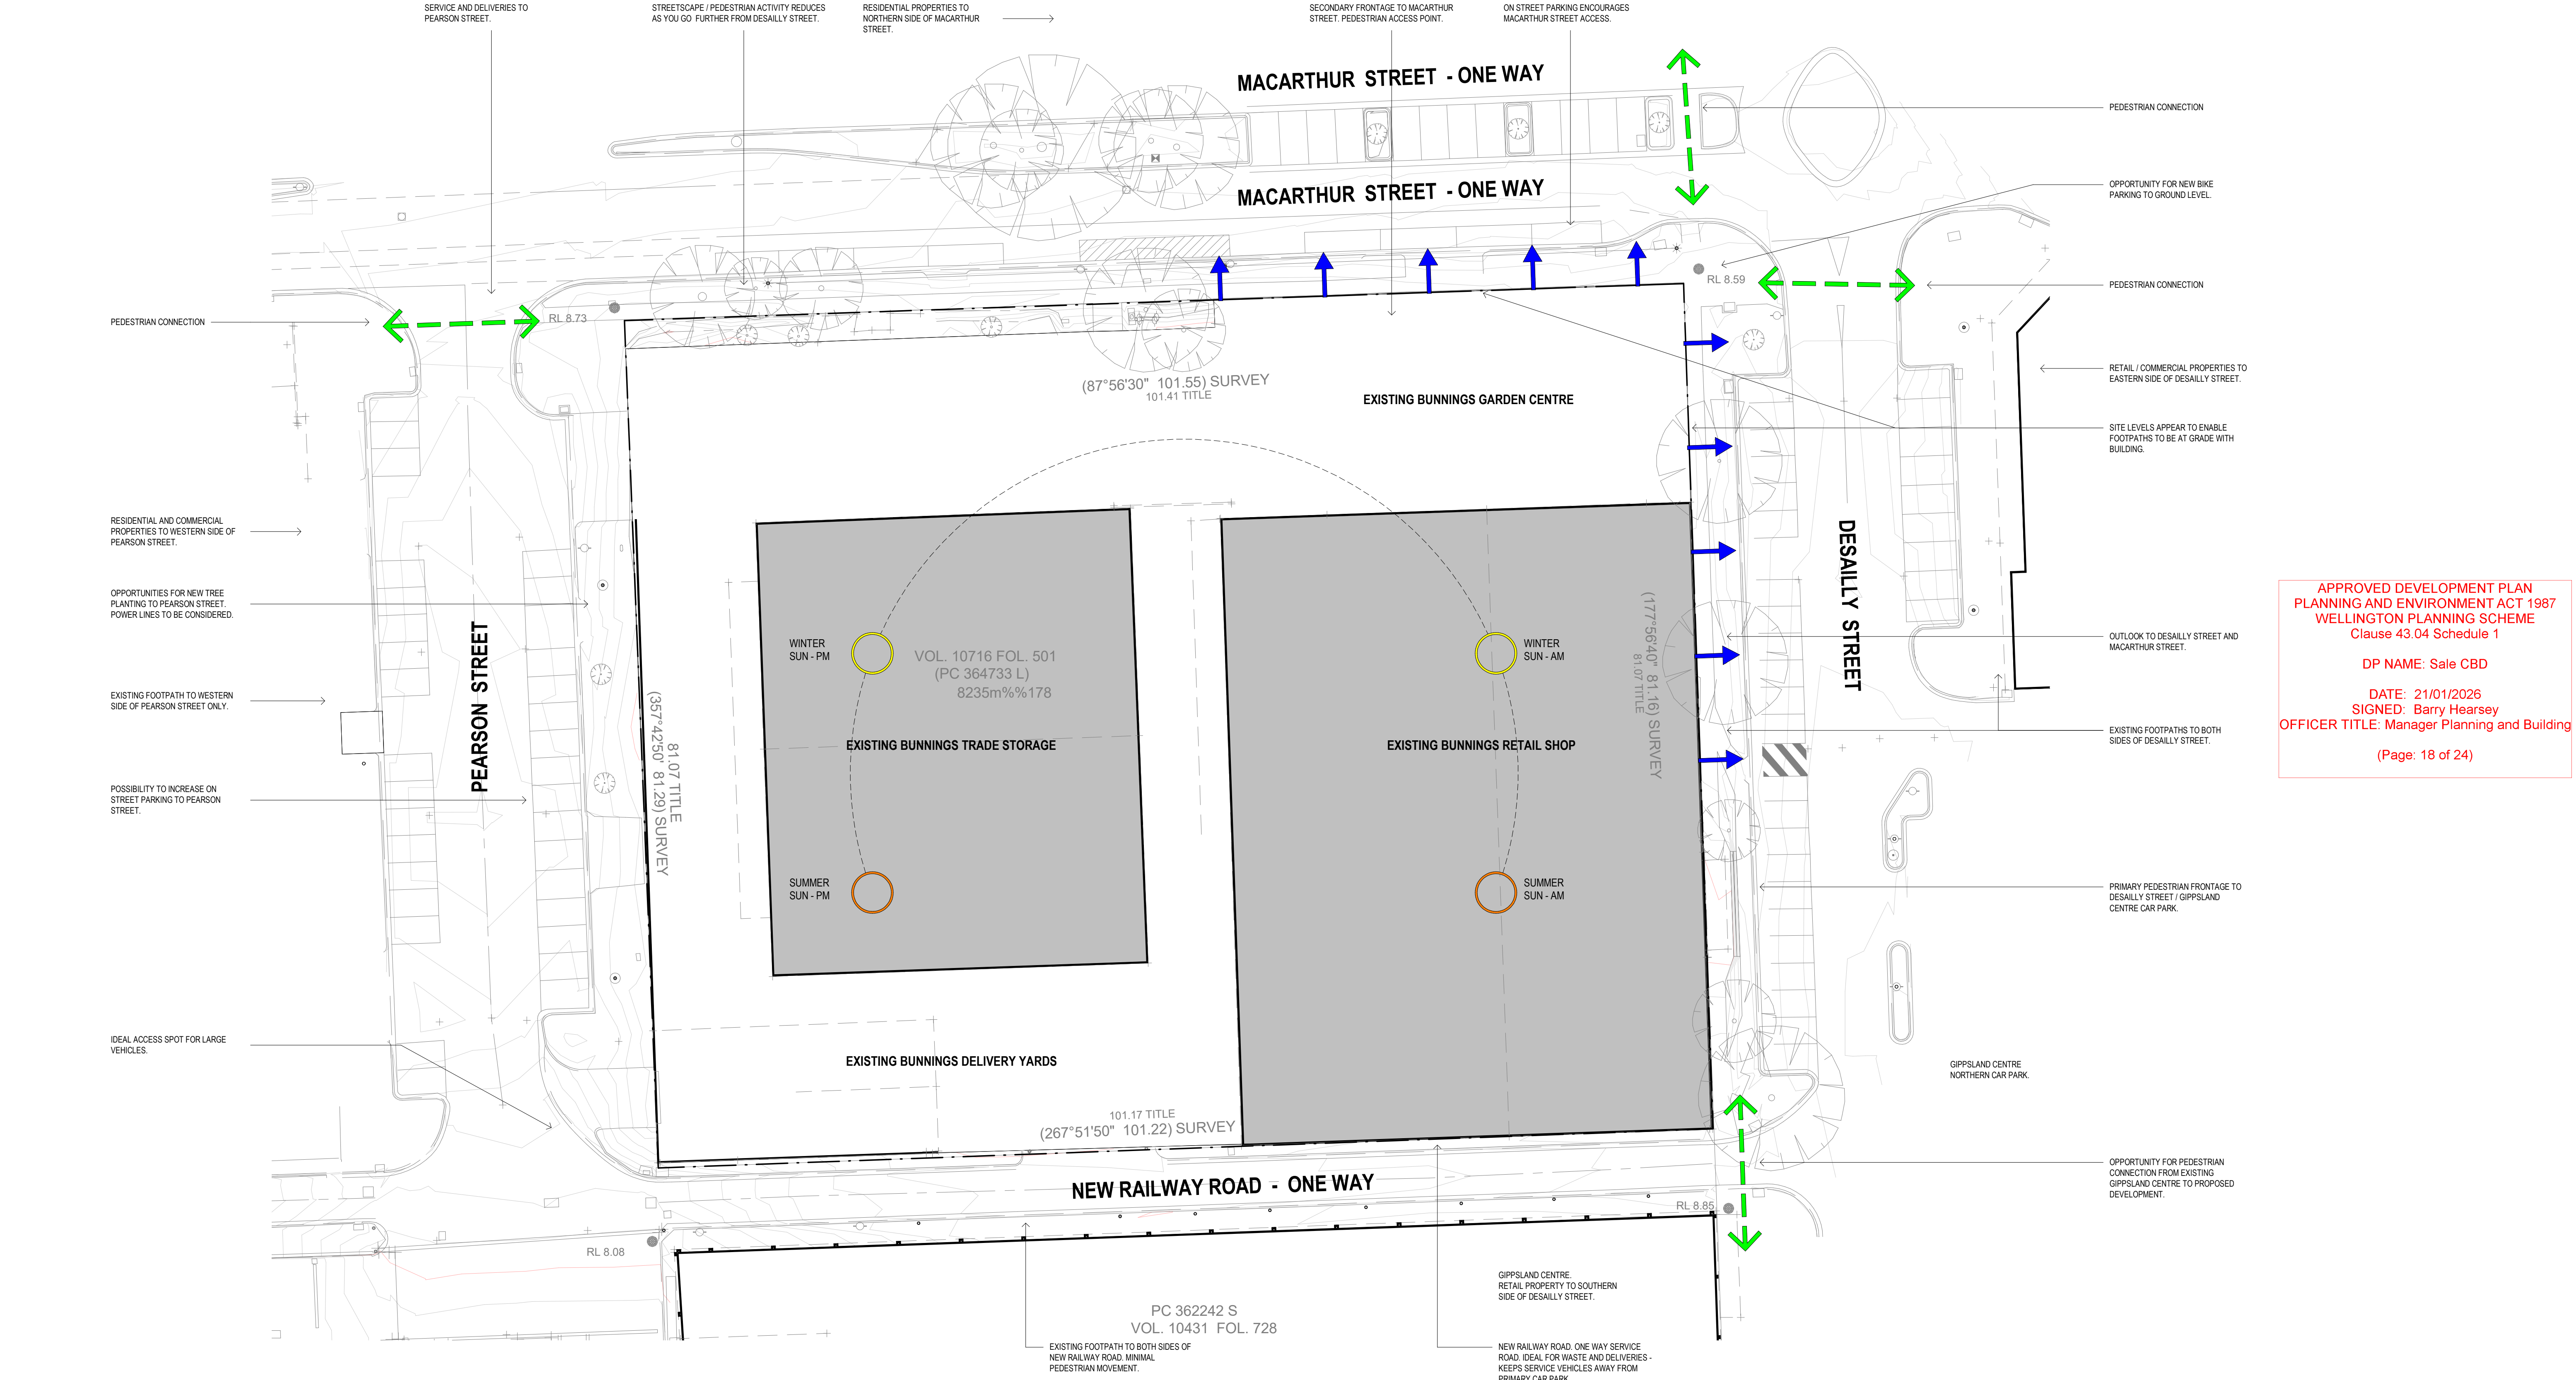 SERVICE AND DELIVERIES TO
PEARSON STREET.
STREETSCAPE / PEDESTRIAN ACTIVITY REDUCES
AS YOU GO  FURTHER FROM DESAILLY STREET.
RESIDENTIAL PROPERTIES TO
NORTHERN SIDE OF MACARTHUR
STREET.
SECONDARY FRONTAGE TO MACARTHUR
STREET. PEDESTRIAN ACCESS POINT.
ON STREET PARKING ENCOURAGES
MACARTHUR STREET ACCESS.
MACARTHUR  STREET  - ONE WAY
MACARTHUR  STREET  - ONE WAY
PEDESTRIAN CONNECTION
OPPORTUNITY FOR NEW BIKE
PARKING TO GROUND LEVEL.
RL 8.59
PEDESTRIAN CONNECTION
PEDESTRIAN CONNECTION
RL 8.73
RETAIL / COMMERCIAL PROPERTIES TO
EASTERN SIDE OF DESAILLY STREET.
(87°56'30"  101.55) SURVEY
101.41 TITLE
EXISTING BUNNINGS GARDEN CENTRE
SITE LEVELS APPEAR TO ENABLE
FOOTPATHS TO BE AT GRADE WITH
BUILDING.
RESIDENTIAL AND COMMERCIAL
PROPERTIES TO WESTERN SIDE OF
PEARSON STREET.
OPPORTUNITIES FOR NEW TREE
PLANTING TO PEARSON STREET.
POWER LINES TO BE CONSIDERED.
PEARSON  STREET
DESAILLY  STREET
APPROVED DEVELOPMENT PLAN
PLANNING AND ENVIRONMENT ACT 1987
WELLINGTON PLANNING SCHEME
Clause 43.04 Schedule 1
DP NAME: Sale CBD
DATE:  21/01/2026
SIGNED:  Barry Hearsey
OFFICER TITLE: Manager Planning and Building
(Page: 18 of 24)
WINTER
SUN - PM
VOL. 10716 FOL. 501
(PC 364733 L)
8235m%%178
WINTER
SUN - AM
(177°56'40"  81.16) SURVEY
81.07 TITLE
OUTLOOK TO DESAILLY STREET AND
MACARTHUR STREET.
EXISTING FOOTPATH TO WESTERN
SIDE OF PEARSON STREET ONLY.
81.07 TITLE
(357°42'50'  81.29) SURVEY
EXISTING BUNNINGS TRADE STORAGE
EXISTING BUNNINGS RETAIL SHOP
EXISTING FOOTPATHS TO BOTH
SIDES OF DESAILLY STREET.
POSSIBILITY TO INCREASE ON
STREET PARKING TO PEARSON
STREET.
SUMMER
SUN - PM
SUMMER
SUN - AM
PRIMARY PEDESTRIAN FRONTAGE TO
DESAILLY STREET / GIPPSLAND
CENTRE CAR PARK.
IDEAL ACCESS SPOT FOR LARGE
VEHICLES.
EXISTING BUNNINGS DELIVERY YARDS
GIPPSLAND CENTRE
NORTHERN CAR PARK.
101.17 TITLE
(267°51'50"  101.22) SURVEY
OPPORTUNITY FOR PEDESTRIAN
CONNECTION FROM EXISTING
GIPPSLAND CENTRE TO PROPOSED
DEVELOPMENT.
NEW RAILWAY ROAD  -  ONE WAY
RL 8.85
RL 8.08
GIPPSLAND CENTRE.
RETAIL PROPERTY TO SOUTHERN
SIDE OF DESAILLY STREET.
PC 362242 S
VOL. 10431  FOL. 728
EXISTING FOOTPATH TO BOTH SIDES OF
NEW RAILWAY ROAD. MINIMAL
PEDESTRIAN MOVEMENT.
NEW RAILWAY ROAD. ONE WAY SERVICE
ROAD. IDEAL FOR WASTE AND DELIVERIES -
KEEPS SERVICE VEHICLES AWAY FROM
PRIMARY CAR PARK.